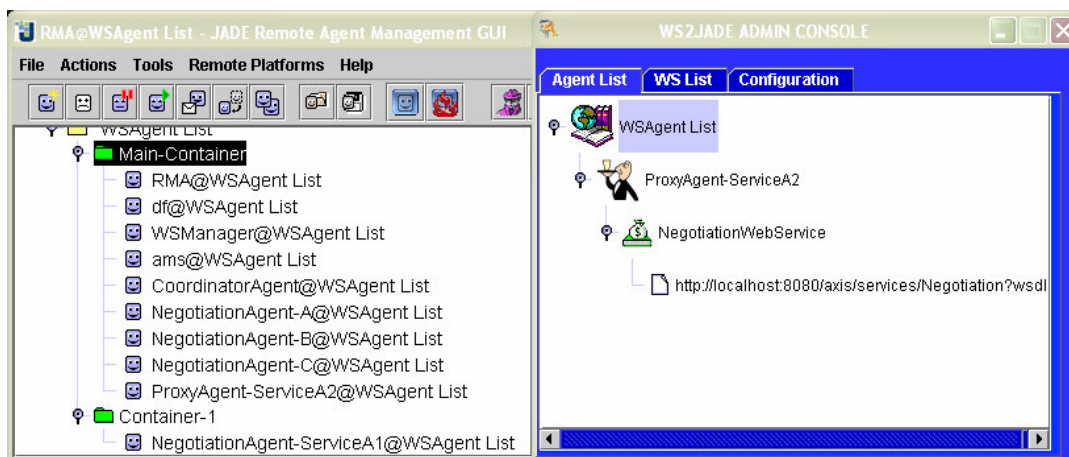 RMA@WSAgent List - JADE Remote Agent Management GUI
File Actions Tools Remote Platforms Help
WSAgent List
Main-Container
RMA@WSAgent List
df@WSAgent List
WSManager@WSAgent List
ams@WSAgent List
CoordinatorAgent@WSAgent List
NegotiationAgent-A@WSAgent List
NegotiationAgent-B@WSAgent List
NegotiationAgent-C@WSAgent List
ProxyAgent-ServiceA2@WSAgent List
Container-1
NegotiationAgent-ServiceA1@WSAgent List
WS2JADE ADMIN CONSOLE
Agent List WS List Configuration
WSAgent List
ProxyAgent-ServiceA2
NegotiationWebService
http://localhost:8080/axis/services/Negotiation?wsdl